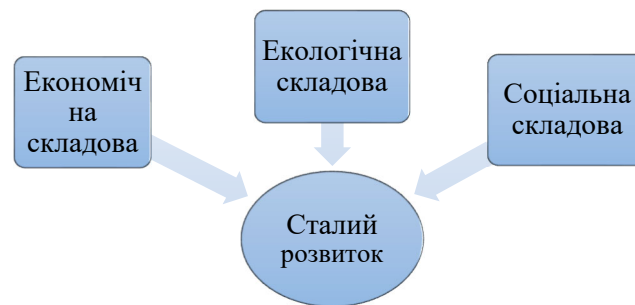 Економіч
на
складова
Екологічна
складова
Соціальна
складова
Сталий
розвиток